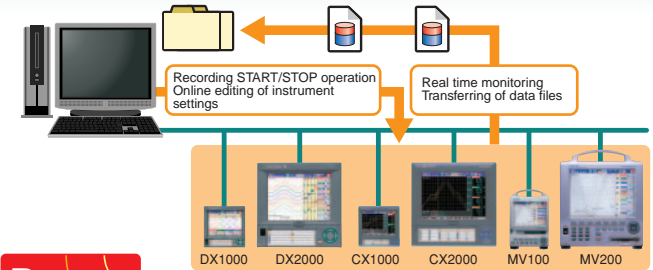 Recording START/STOP operation
Online editing of instrument
settings
Real time monitoring
Transferring of data files
DX1000
DX2000
CX1000
CX2000
MV100
MV200